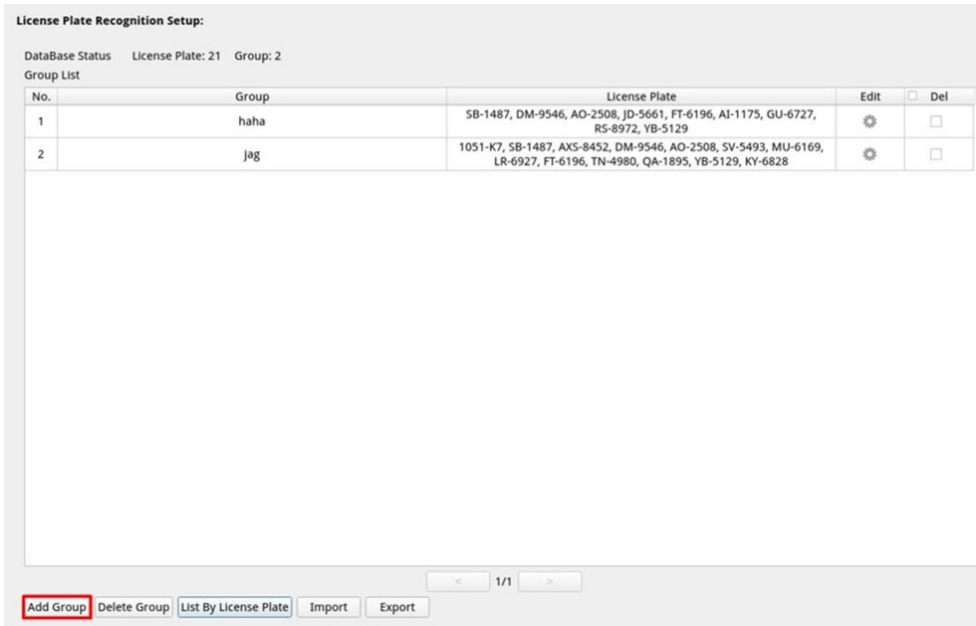 License Plate Recognition Setup:
DataBase Status License Plate: 21 Group: 2
Group List
No. Group License Plate Edit Del
1 haha SB-1487, DM-9546, AO-2508, JD-5661, FT-6196, AI-1175, GU-6727,
RS-8972, YB-5129
2 jag 1051-K7, SB-1487, AXS-8452, DM-9546, AO-2508, SV-5493, MU-6169,
LR-6927, FT-6196, TN-4980, QA-1895, YB-5129, KY-6828
< 1/1 >
Add Group Delete Group List By License Plate Import Export